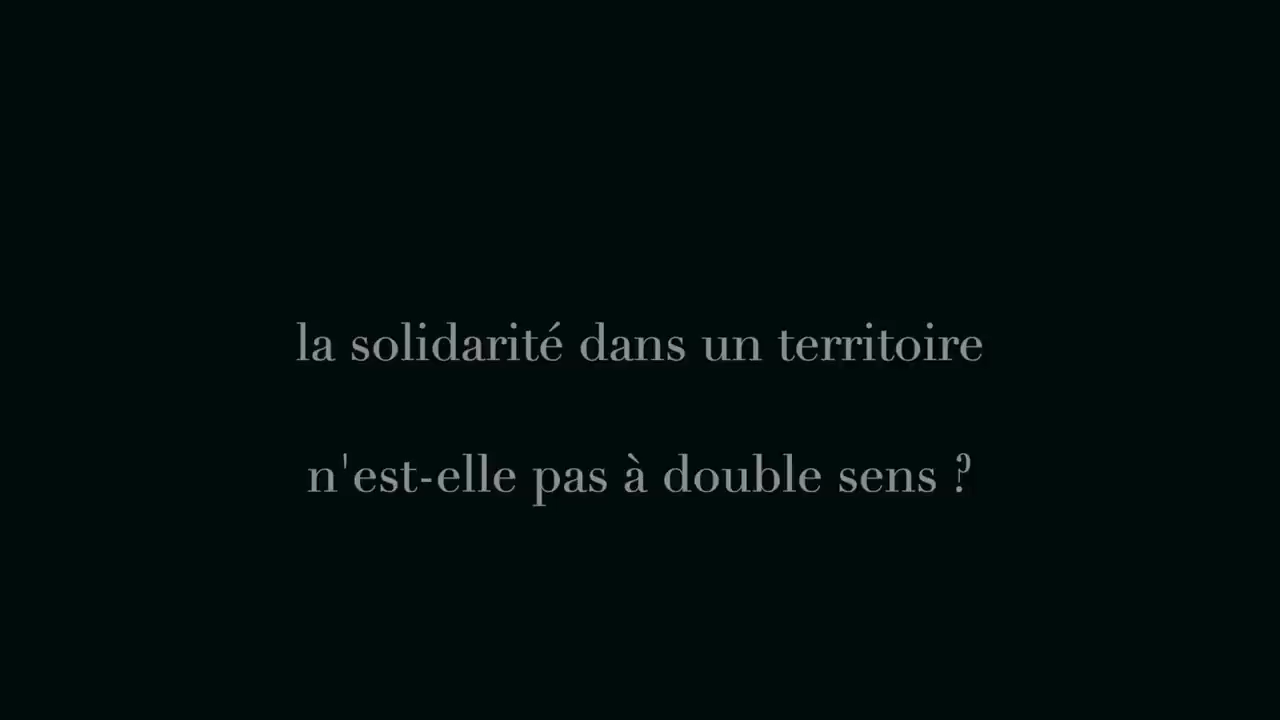 la solidarité dans un territoire
n'est-elle pas à double sens ?